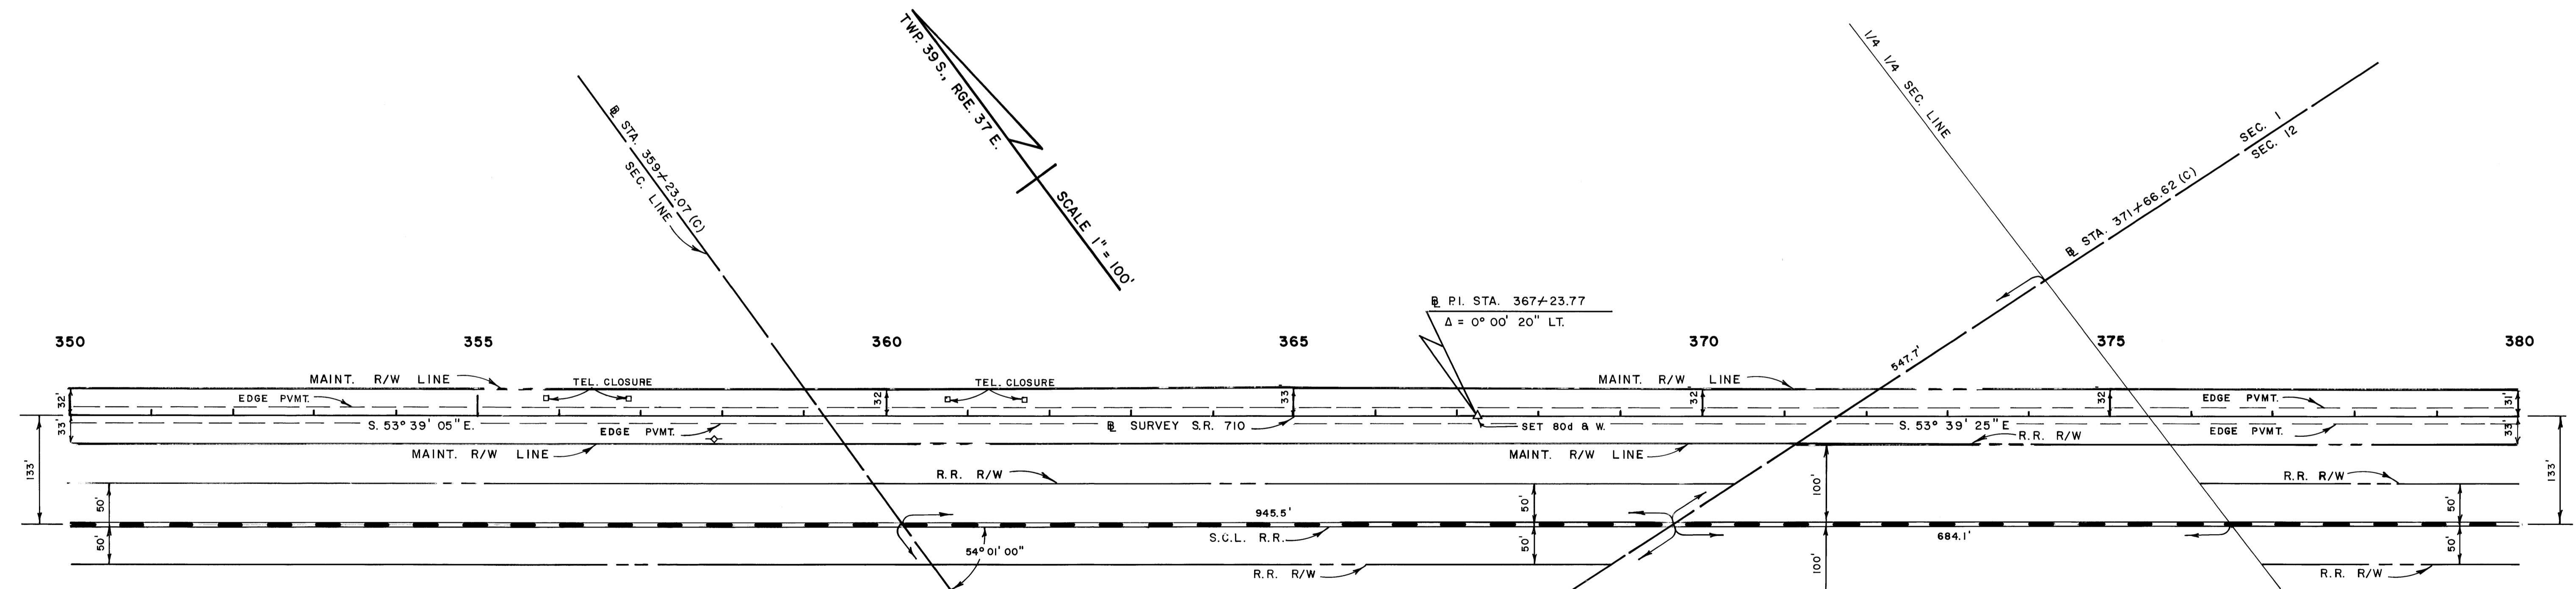 TWP. 39 S., RGE. 37 E.
SCALE 1" = 100'
℄ STA. 359+23.07 (C)
SEC. LINE
1/4 1/4 SEC. LINE
SEC. 1
SEC. 12
℄ STA. 371+66.62 (C)
℄ P.I. STA. 367+23.77
Δ = 0° 00' 20" LT.
350 355 360 365 370 375 380
547.7'
MAINT. R/W LINE
TEL. CLOSURE
TEL. CLOSURE
MAINT. R/W LINE
32'
EDGE PVMT.
32'
33'
32'
32'
EDGE PVMT.
31'
33'
S. 53° 39' 05" E.
EDGE PVMT.
℄ SURVEY S.R. 710
SET 80d & W.
S. 53° 39' 25" E
R.R. R/W
EDGE PVMT.
33'
MAINT. R/W LINE
MAINT. R/W LINE
133'
R.R. R/W
100'
R.R. R/W
133'
50'
50'
50'
945.5'
S.C.L. R.R.
684.1'
50'
54° 01' 00"
50'
100'
50'
R.R. R/W
R.R. R/W